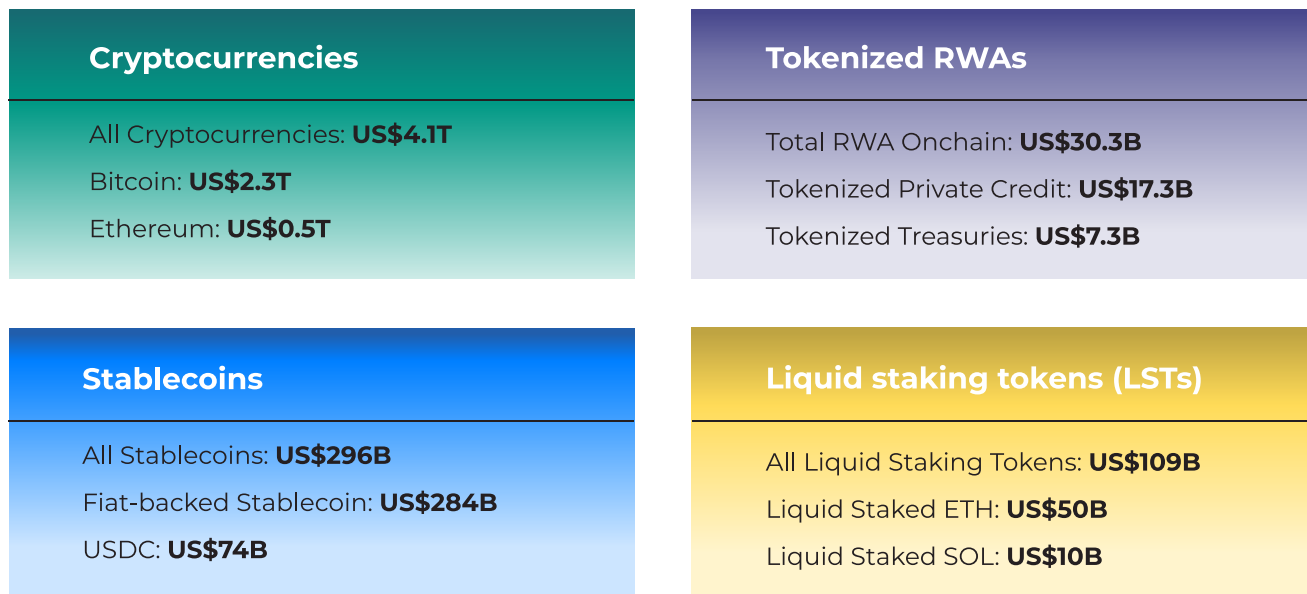 Cryptocurrencies
All Cryptocurrencies: US$4.1T
Bitcoin: US$2.3T
Ethereum: US$0.5T
Tokenized RWAs
Total RWA Onchain: US$30.3B
Tokenized Private Credit: US$17.3B
Tokenized Treasuries: US$7.3B
Stablecoins
All Stablecoins: US$296B
Fiat-backed Stablecoin: US$284B
USDC: US$74B
Liquid staking tokens (LSTs)
All Liquid Staking Tokens: US$109B
Liquid Staked ETH: US$50B
Liquid Staked SOL: US$10B